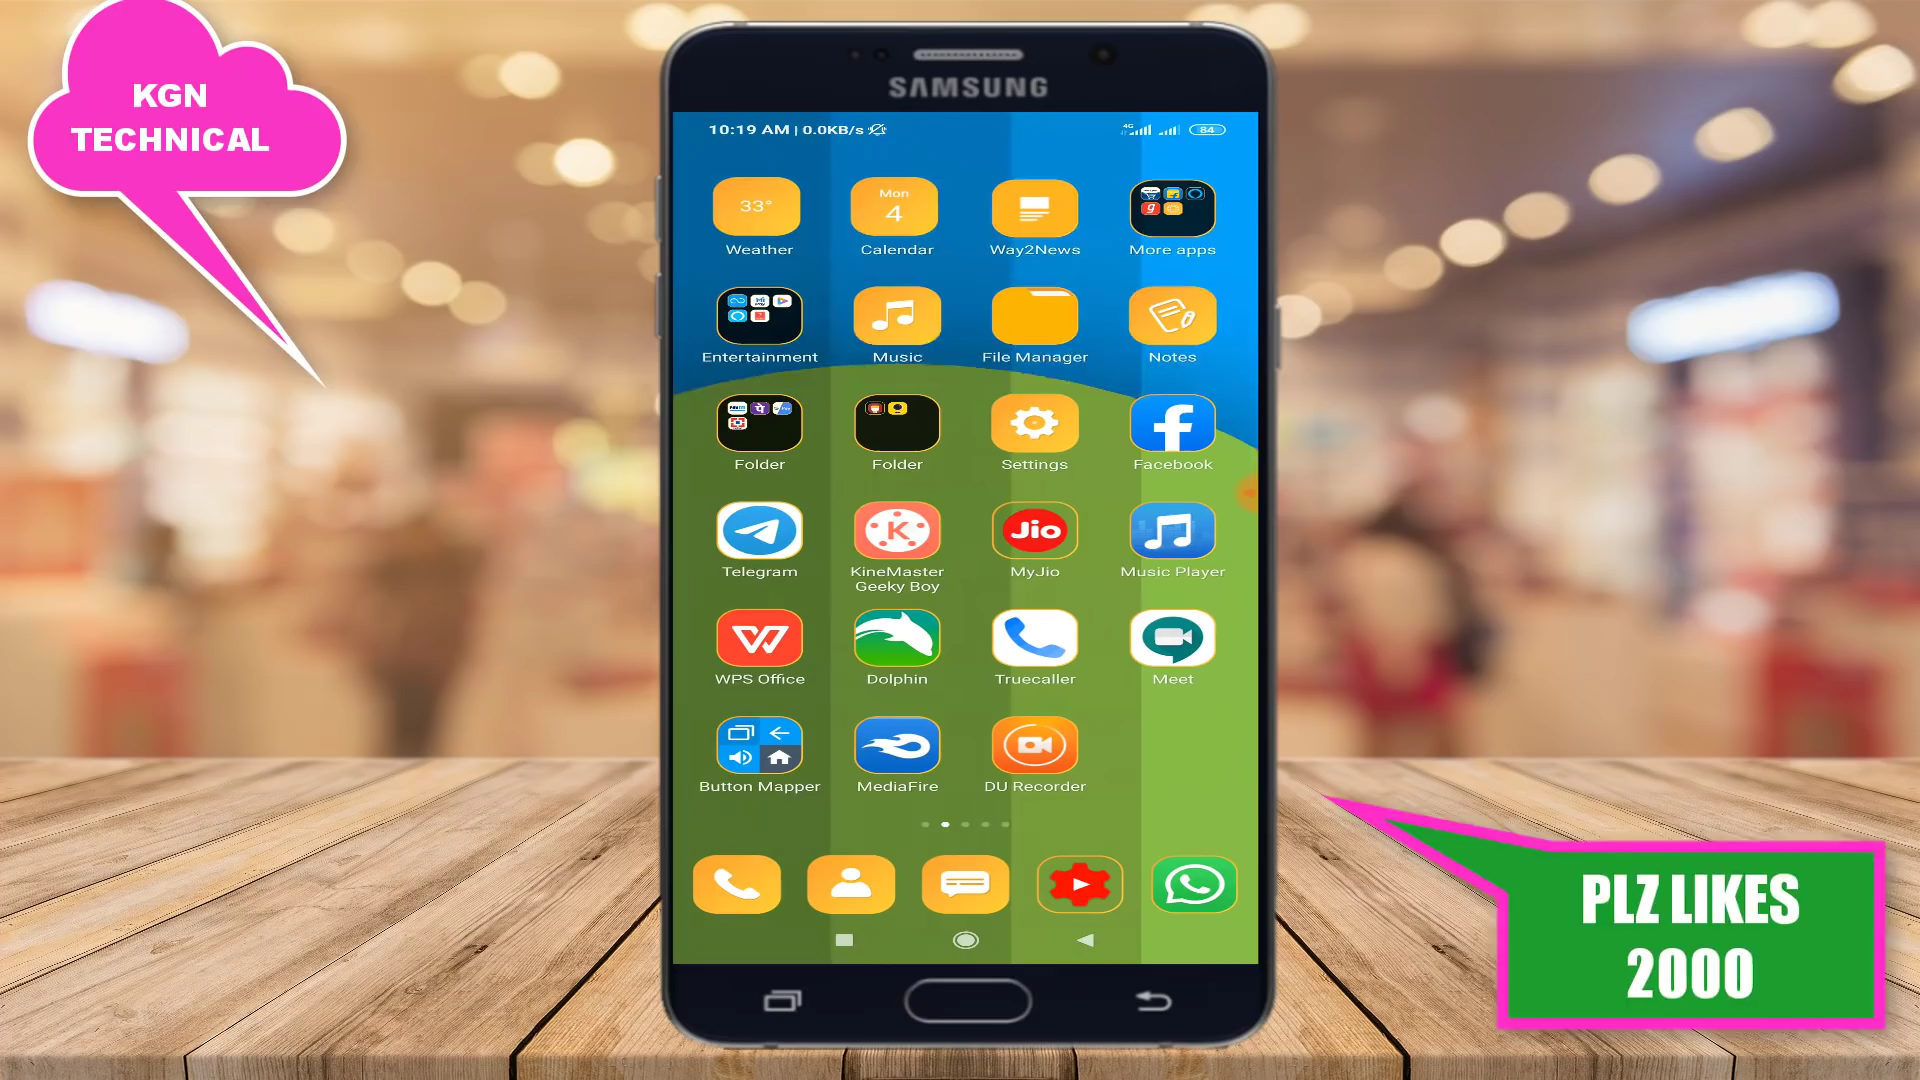 KGN
TECHNICAL
SAMSUNG
10:19 AM | 0.0KB/s
4G
84
33°
Mon
4
Weather
Calendar
Way2News
More apps
Entertainment
Music
File Manager
Notes
Folder
Folder
Settings
Facebook
K
Jio
Telegram
KineMaster
Geeky Boy
MyJio
Music Player
WPS Office
Dolphin
Truecaller
Meet
Button Mapper
MediaFire
DU Recorder
PLZ LIKES
2000